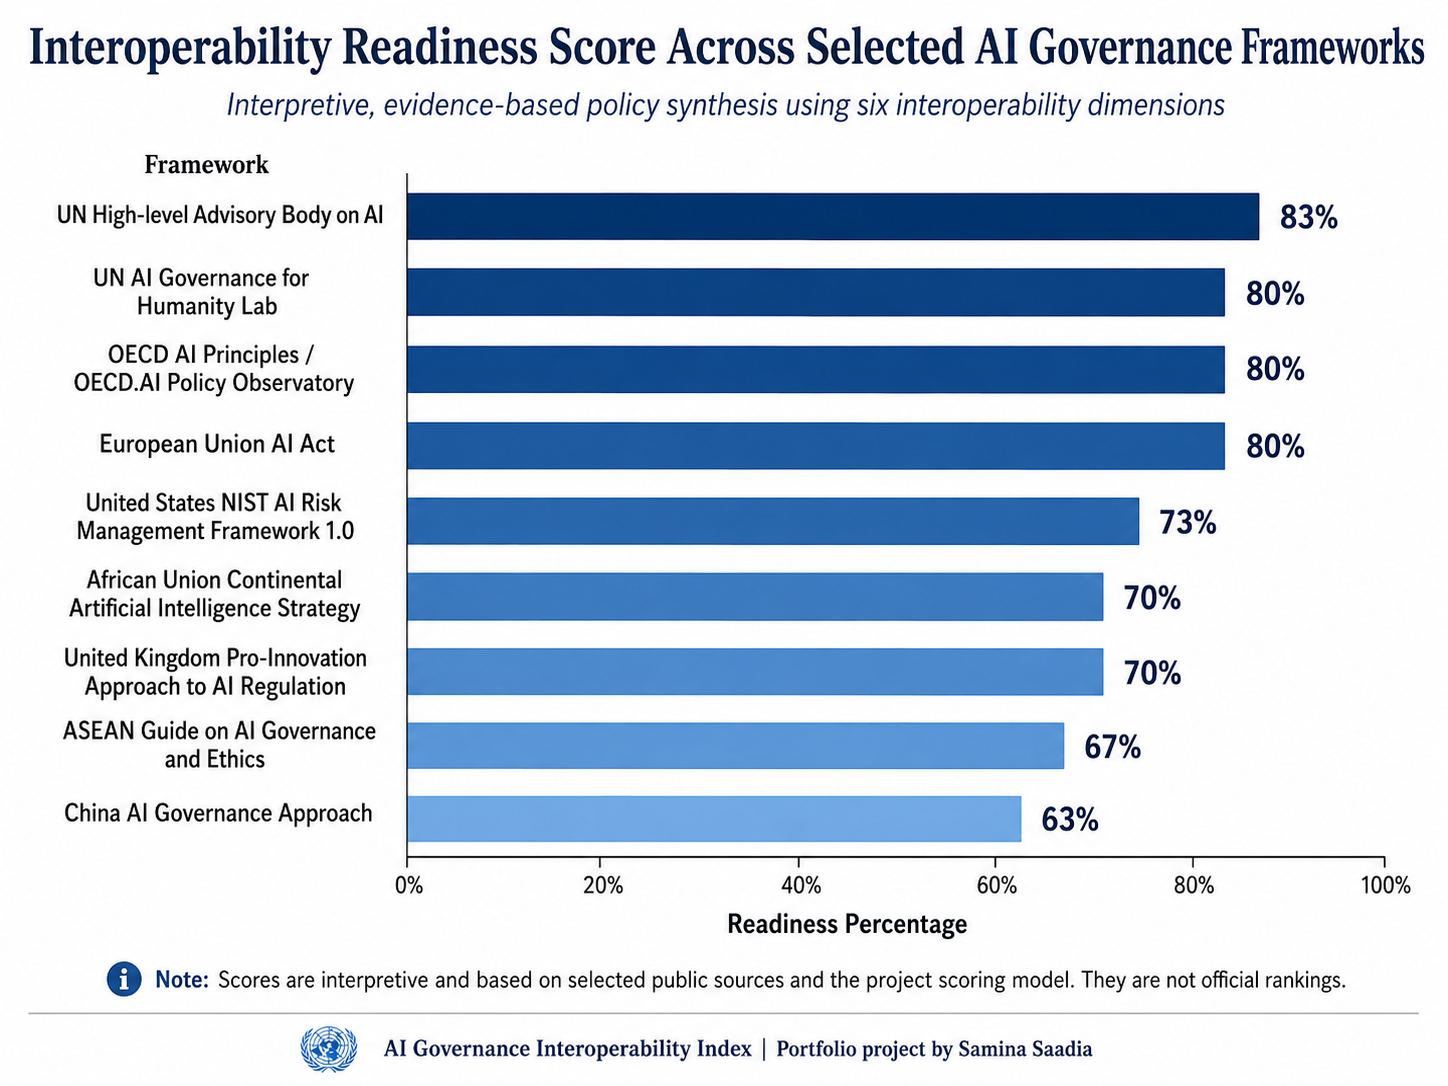 Interoperability Readiness Score Across Selected AI Governance Frameworks
Interpretive, evidence-based policy synthesis using six interoperability dimensions
Framework
UN High-level Advisory Body on AI
83%
UN AI Governance for
Humanity Lab
80%
OECD AI Principles /
OECD.AI Policy Observatory
80%
European Union AI Act
80%
United States NIST AI Risk
Management Framework 1.0
73%
African Union Continental
Artificial Intelligence Strategy
70%
United Kingdom Pro-Innovation
Approach to AI Regulation
70%
ASEAN Guide on AI Governance
and Ethics
67%
China AI Governance Approach
63%
0% 20% 40% 60% 80% 100%
Readiness Percentage
i Note: Scores are interpretive and based on selected public sources and the project scoring model. They are not official rankings.
AI Governance Interoperability Index | Portfolio project by Samina Saadia